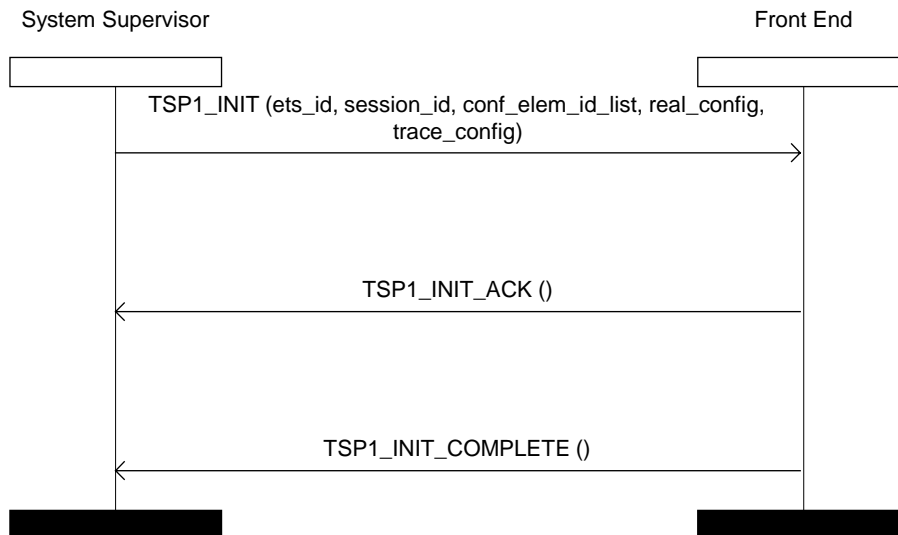 System Supervisor
Front End
TSP1_INIT (ets_id, session_id, conf_elem_id_list, real_config,
trace_config)
TSP1_INIT_ACK ()
TSP1_INIT_COMPLETE ()